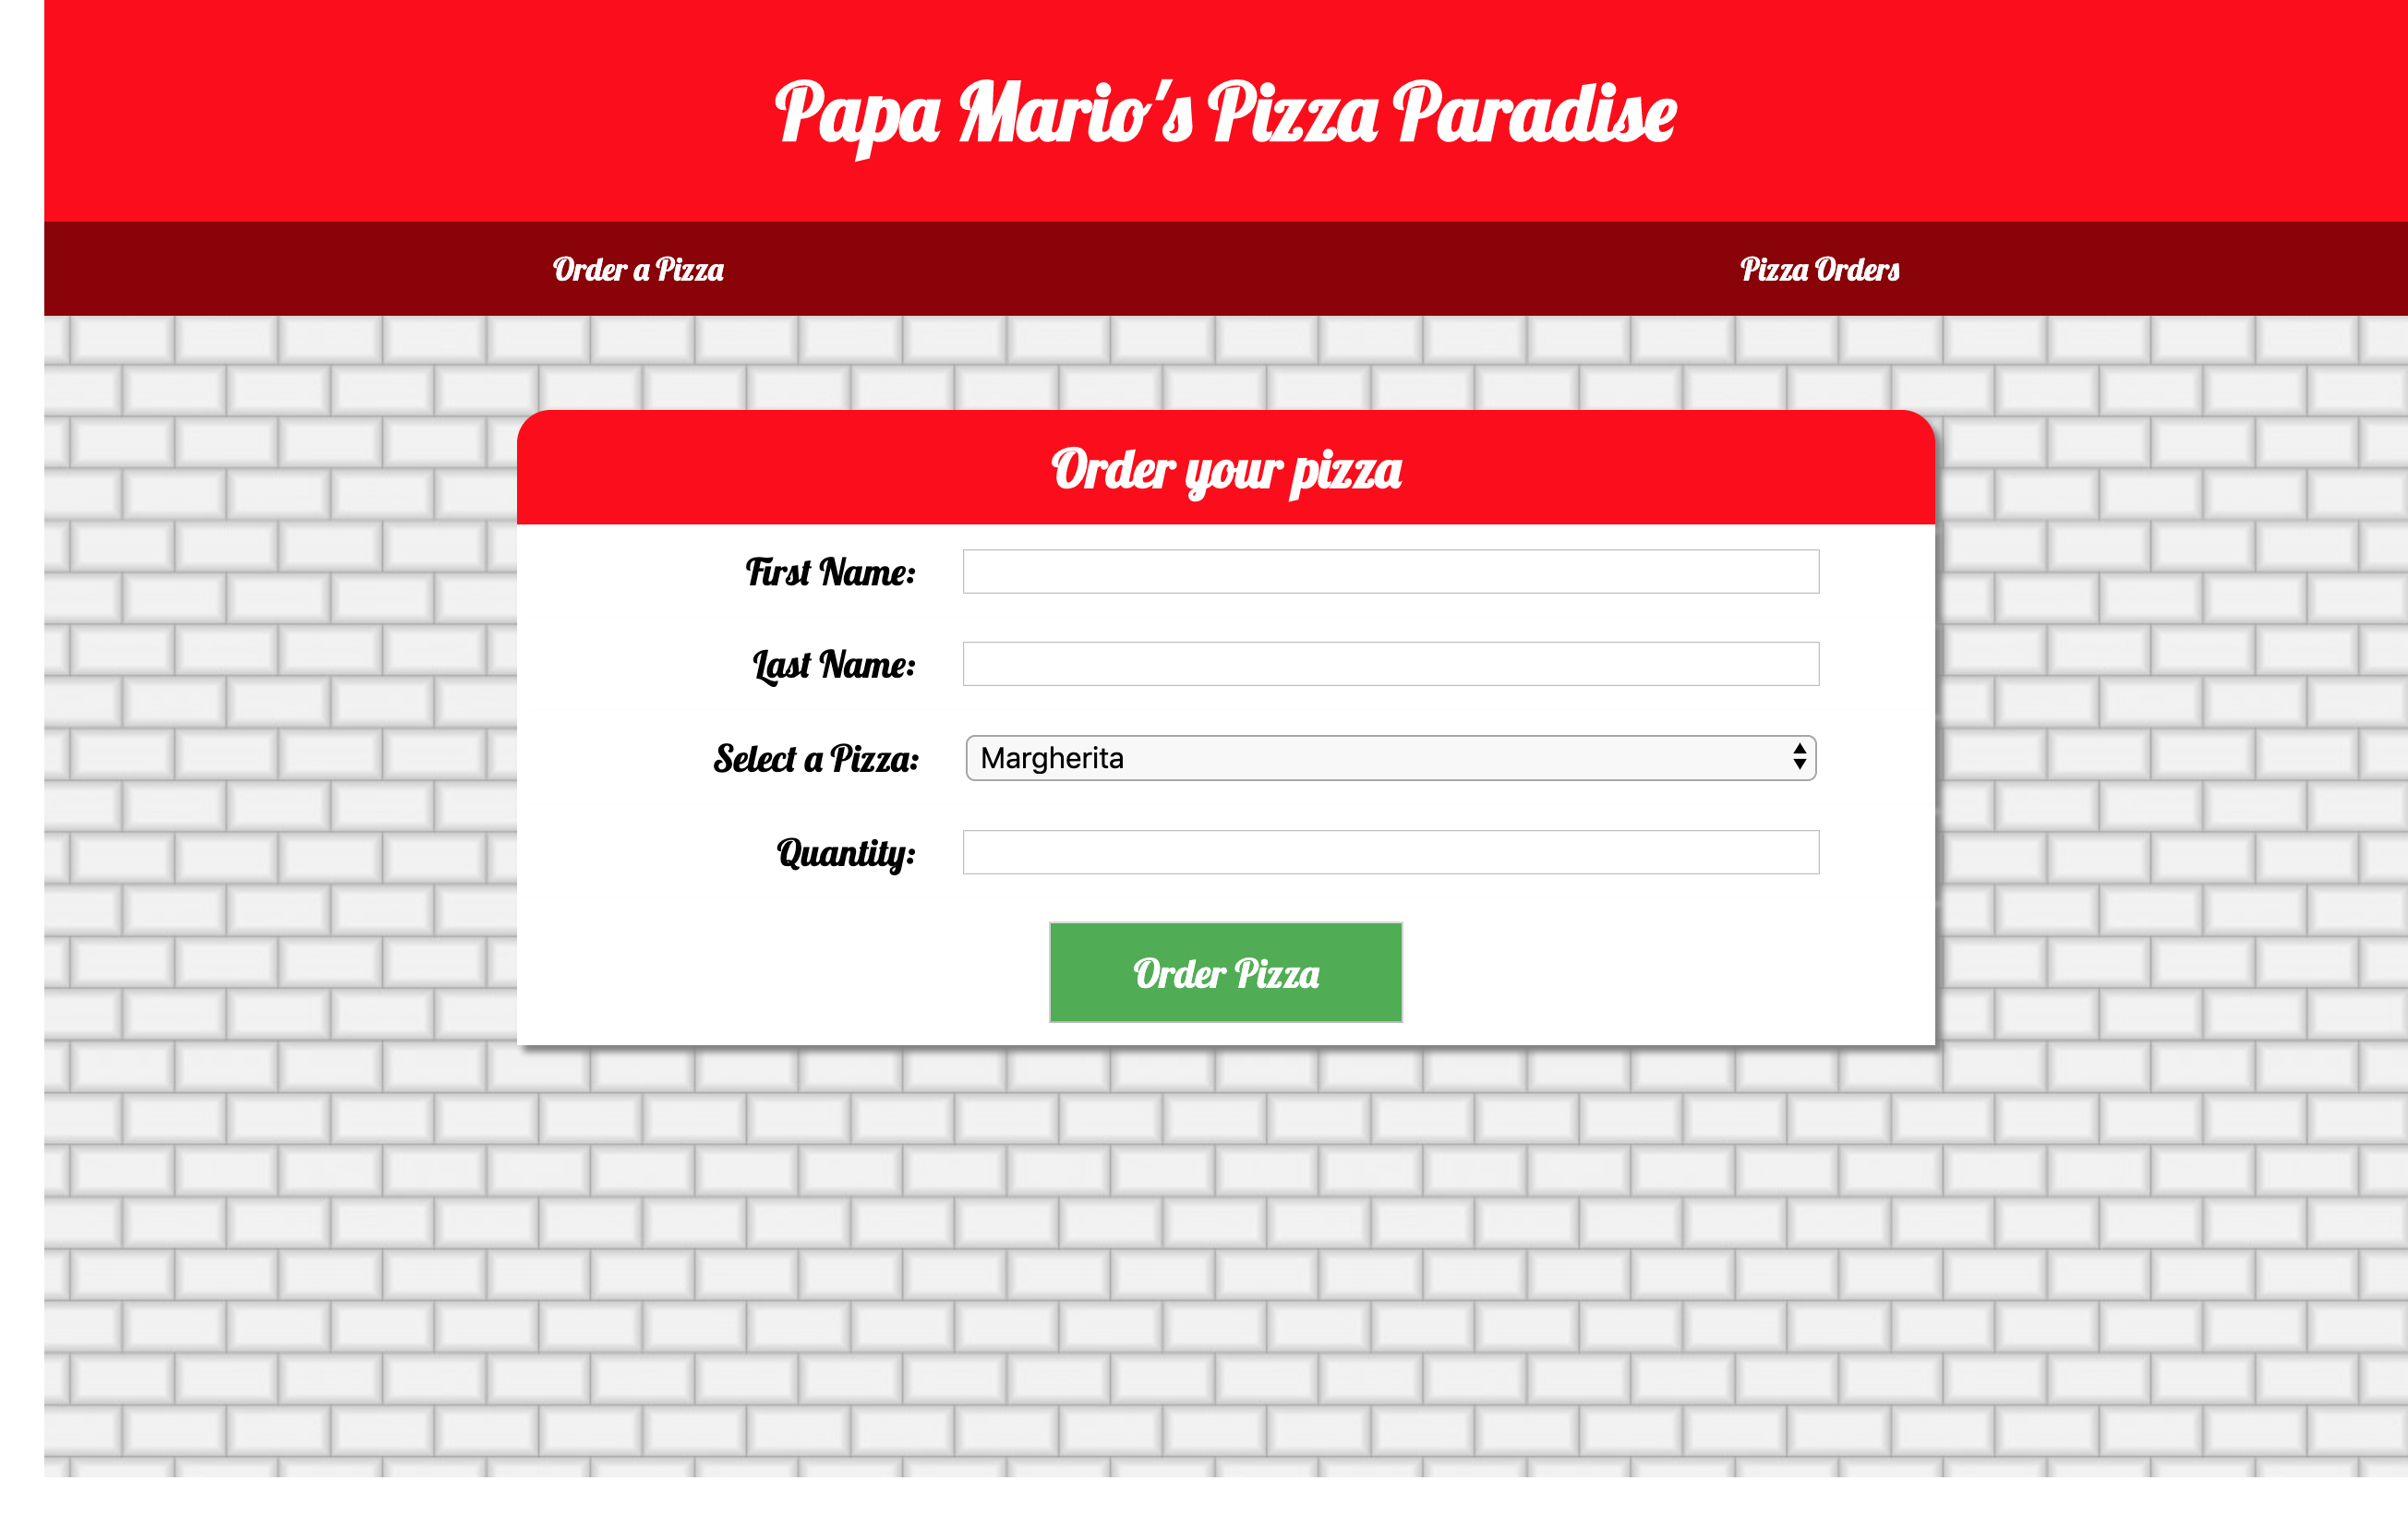 Papa Mario's Pizza Paradise
Order a Pizza Pizza Orders
Order your pizza
First Name:
Last Name:
Select a Pizza: Margherita
Quantity:
Order Pizza